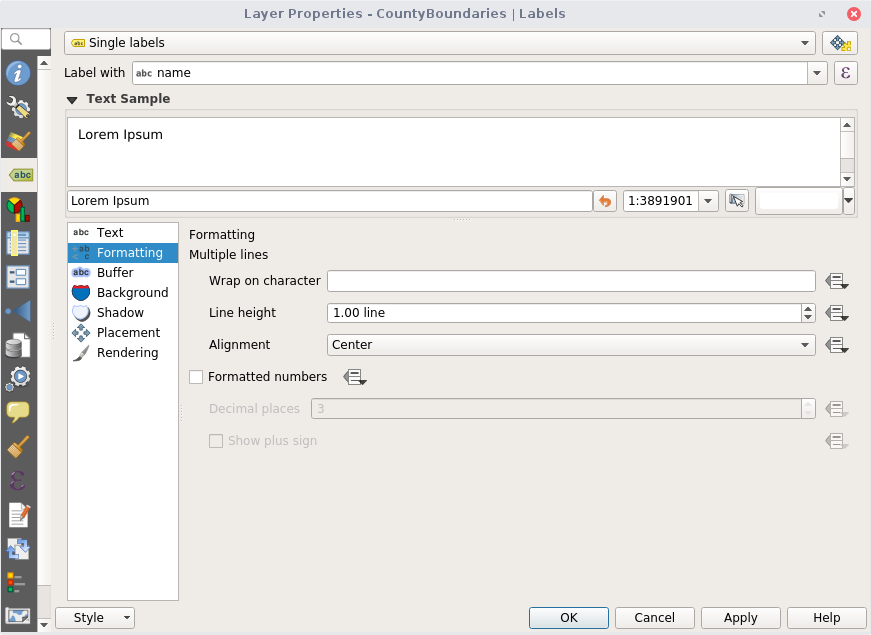 Layer Properties - CountyBoundaries | Labels
abc Single labels
Label with abc name ε
Text Sample
Lorem Ipsum
Lorem Ipsum 1:3891901
abc Text
abc Formatting
abc Buffer
Background
Shadow
Placement
Rendering
abc
Formatting
Multiple lines
Wrap on character
Line height 1.00 line
Alignment Center
Formatted numbers
Decimal places 3
Show plus sign
Style OK Cancel Apply Help